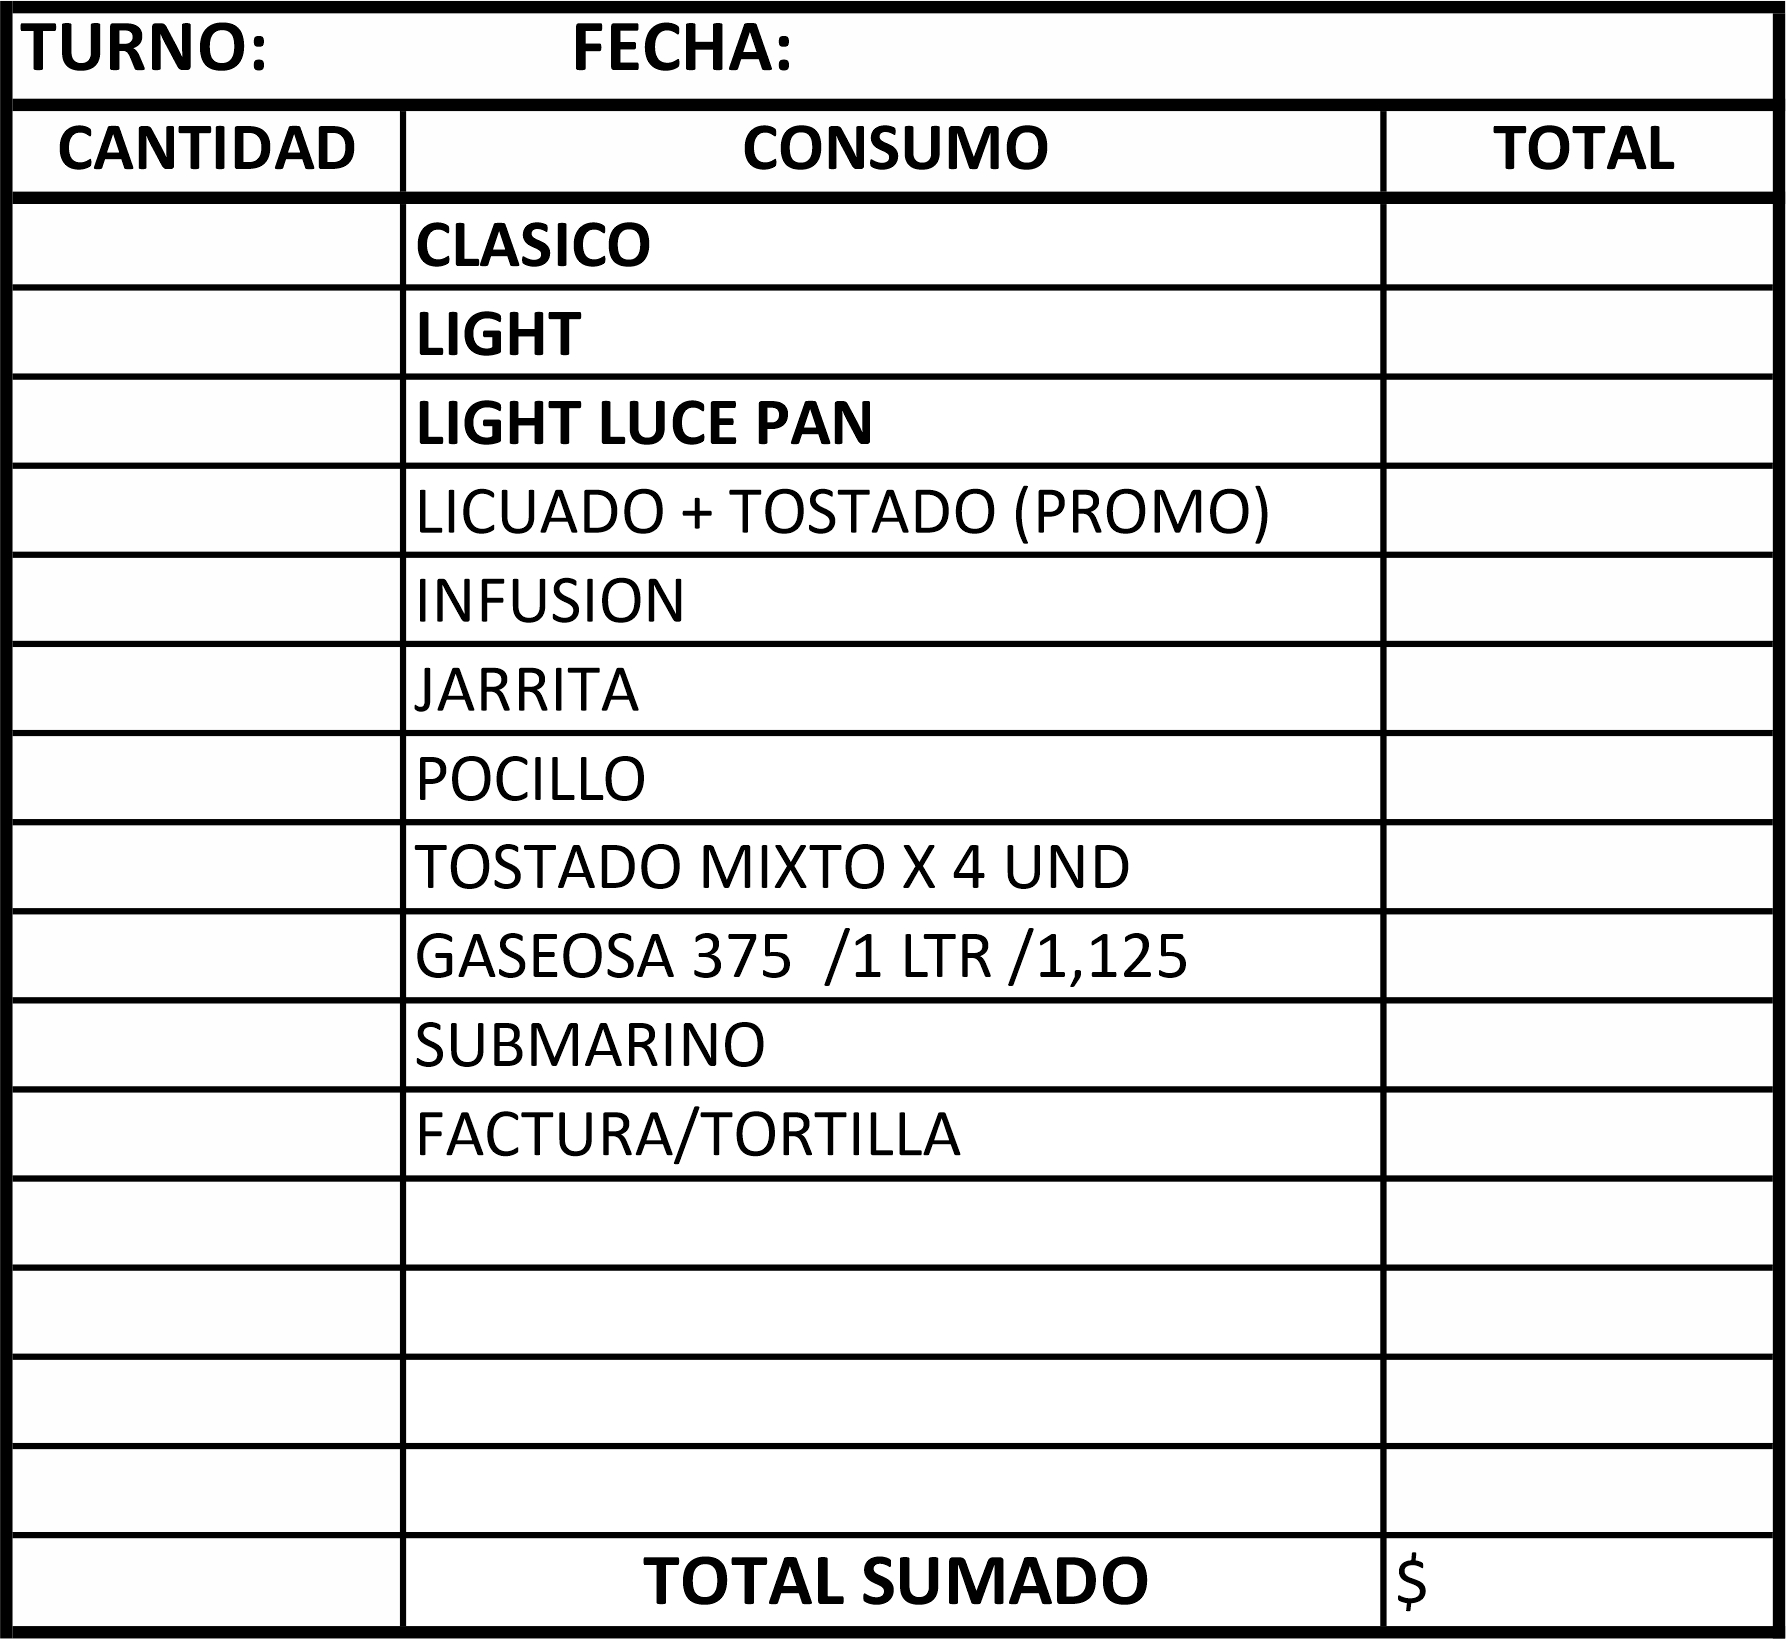 TURNO: FECHA:
CANTIDAD CONSUMO TOTAL
CLASICO
LIGHT
LIGHT LUCE PAN
LICUADO + TOSTADO (PROMO)
INFUSION
JARRITA
POCILLO
TOSTADO MIXTO X 4 UND
GASEOSA 375 /1 LTR /1,125
SUBMARINO
FACTURA/TORTILLA
TOTAL SUMADO $